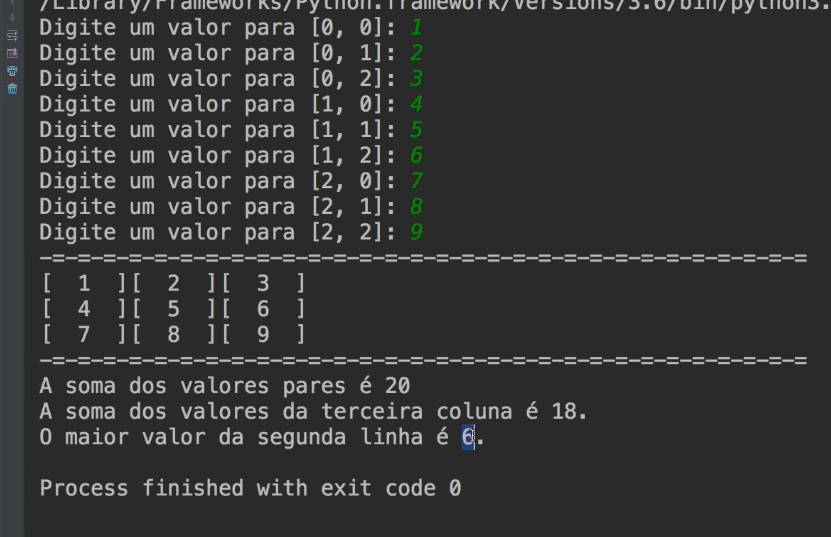 /Library/Frameworks/Python.framework/Versions/3.6/bin/python3.
Digite um valor para [0, 0]: 1
Digite um valor para [0, 1]: 2
Digite um valor para [0, 2]: 3
Digite um valor para [1, 0]: 4
Digite um valor para [1, 1]: 5
Digite um valor para [1, 2]: 6
Digite um valor para [2, 0]: 7
Digite um valor para [2, 1]: 8
Digite um valor para [2, 2]: 9
-=-=-=-=-=-=-=-=-=-=-=-=-=-=-=-=-=-=-=-=-=-=-=-=-=-=-=-=-=-=
[  1  ][  2  ][  3  ]
[  4  ][  5  ][  6  ]
[  7  ][  8  ][  9  ]
-=-=-=-=-=-=-=-=-=-=-=-=-=-=-=-=-=-=-=-=-=-=-=-=-=-=-=-=-=-=
A soma dos valores pares é 20
A soma dos valores da terceira coluna é 18.
O maior valor da segunda linha é 6.
Process finished with exit code 0